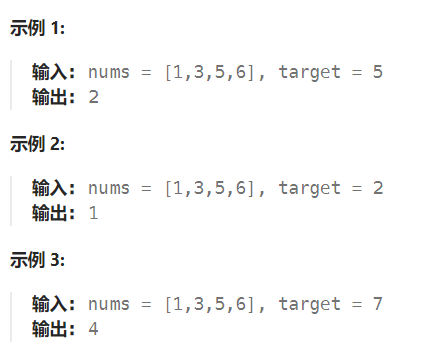 示例 1:
输入: nums = [1,3,5,6], target = 5
输出: 2
示例 2:
输入: nums = [1,3,5,6], target = 2
输出: 1
示例 3:
输入: nums = [1,3,5,6], target = 7
输出: 4